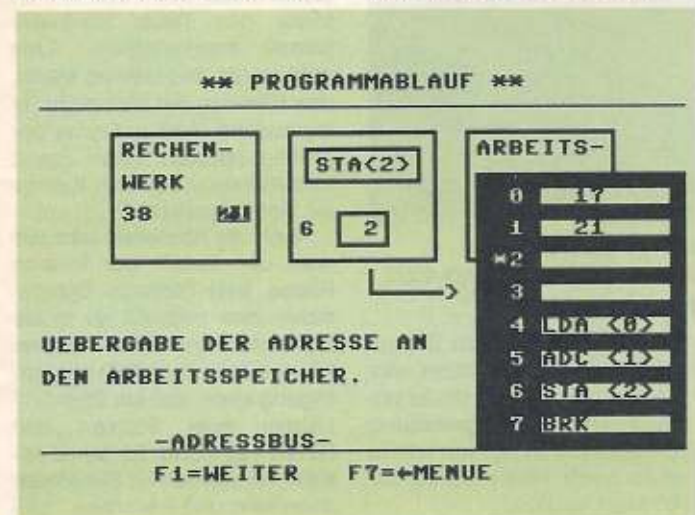 ** PROGRAMMABLAUF **
RECHEN-
WERK
38 21
STA<2>
6 2
ARBEITS-
0 17
1 21
*2
3
4 LDA <0>
5 ADC <1>
6 STA <2>
7 BRK
UEBERGABE DER ADRESSE AN
DEN ARBEITSSPEICHER.
-ADRESSBUS-
F1=WEITER F7=←MENUE